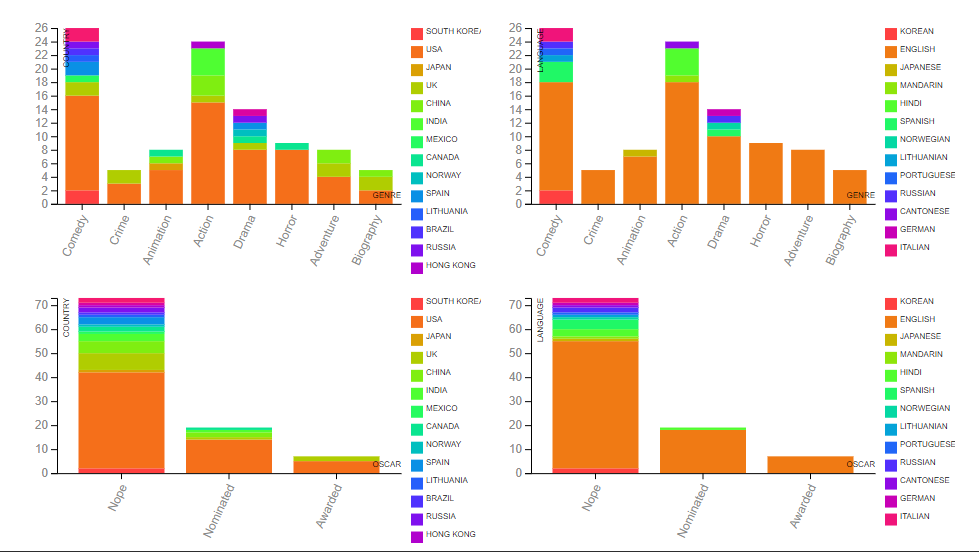 26
24
22
20
18
16
14
12
10
8
6
4
2
0
COUNTRY
GENRE
Comedy
Crime
Animation
Action
Drama
Horror
Adventure
Biography
SOUTH KOREA
USA
JAPAN
UK
CHINA
INDIA
MEXICO
CANADA
NORWAY
SPAIN
LITHUANIA
BRAZIL
RUSSIA
HONG KONG
26
24
22
20
18
16
14
12
10
8
6
4
2
0
LANGUAGE
GENRE
Comedy
Crime
Animation
Action
Drama
Horror
Adventure
Biography
KOREAN
ENGLISH
JAPANESE
MANDARIN
HINDI
SPANISH
NORWEGIAN
LITHUANIAN
PORTUGUESE
RUSSIAN
CANTONESE
GERMAN
ITALIAN
70
60
50
40
30
20
10
0
COUNTRY
OSCAR
Nope
Nominated
Awarded
SOUTH KOREA
USA
JAPAN
UK
CHINA
INDIA
MEXICO
CANADA
NORWAY
SPAIN
LITHUANIA
BRAZIL
RUSSIA
HONG KONG
70
60
50
40
30
20
10
0
LANGUAGE
OSCAR
Nope
Nominated
Awarded
KOREAN
ENGLISH
JAPANESE
MANDARIN
HINDI
SPANISH
NORWEGIAN
LITHUANIAN
PORTUGUESE
RUSSIAN
CANTONESE
GERMAN
ITALIAN